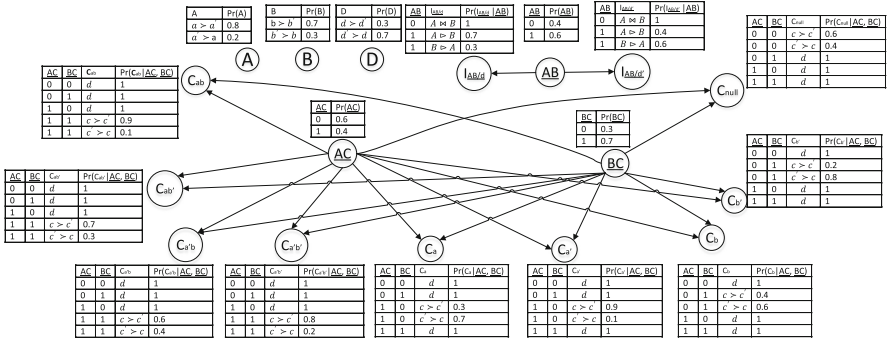 A Pr(A)
a ≻ a' 0.8
a' ≻ a 0.2
B Pr(B)
b ≻ b' 0.7
b' ≻ b 0.3
D Pr(D)
d ≻ d' 0.3
d' ≻ d 0.7
AB I_AB/d Pr(I_AB/d | AB)
0 A ⋈ B 1
1 A ⊳ B 0.7
1 B ⊳ A 0.3
AB Pr(AB)
0 0.4
1 0.6
AB I_AB/d' Pr(I_AB/d' | AB)
0 A ⋈ B 1
1 A ⊳ B 0.4
1 B ⊳ A 0.6
AC BC C_null Pr(C_null | AC, BC)
0 0 c ≻ c' 0.6
0 0 c' ≻ c 0.4
0 1 d 1
1 0 d 1
1 1 d 1
A
B
D
I_AB/d
AB
I_AB/d'
C_ab
C_null
AC BC C_ab Pr(C_ab | AC, BC)
0 0 d 1
0 1 d 1
1 0 d 1
1 1 c ≻ c' 0.9
1 1 c' ≻ c 0.1
AC Pr(AC)
0 0.6
1 0.4
BC Pr(BC)
0 0.3
1 0.7
AC
BC
AC BC C_b' Pr(C_b' | AC, BC)
0 0 d 1
0 1 c ≻ c' 0.2
0 1 c' ≻ c 0.8
1 0 d 1
1 1 d 1
AC BC C_ab' Pr(C_ab' | AC, BC)
0 0 d 1
0 1 d 1
1 0 d 1
1 1 c ≻ c' 0.7
1 1 c' ≻ c 0.3
C_ab'
C_b'
C_a'b
C_a'b'
C_a
C_a'
C_b
AC BC C_a'b Pr(C_a'b | AC, BC)
0 0 d 1
0 1 d 1
1 0 d 1
1 1 c ≻ c' 0.6
1 1 c' ≻ c 0.4
AC BC C_a'b' Pr(C_a'b' | AC, BC)
0 0 d 1
0 1 d 1
1 0 d 1
1 1 b ≻ c' 0.8
1 1 c' ≻ c 0.2
AC BC C_a Pr(C_a | AC, BC)
0 0 d 1
0 1 d 1
1 0 c ≻ c' 0.3
1 0 c' ≻ c 0.7
1 1 d 1
AC BC C_a' Pr(C_a' | AC, BC)
0 0 d 1
0 1 d 1
1 0 c ≻ c' 0.9
1 0 c' ≻ c 0.1
1 1 d 1
AC BC C_b Pr(C_b | AC, BC)
0 0 d 1
0 1 c ≻ c' 0.4
0 1 c' ≻ c 0.6
1 0 d 1
1 1 d 1